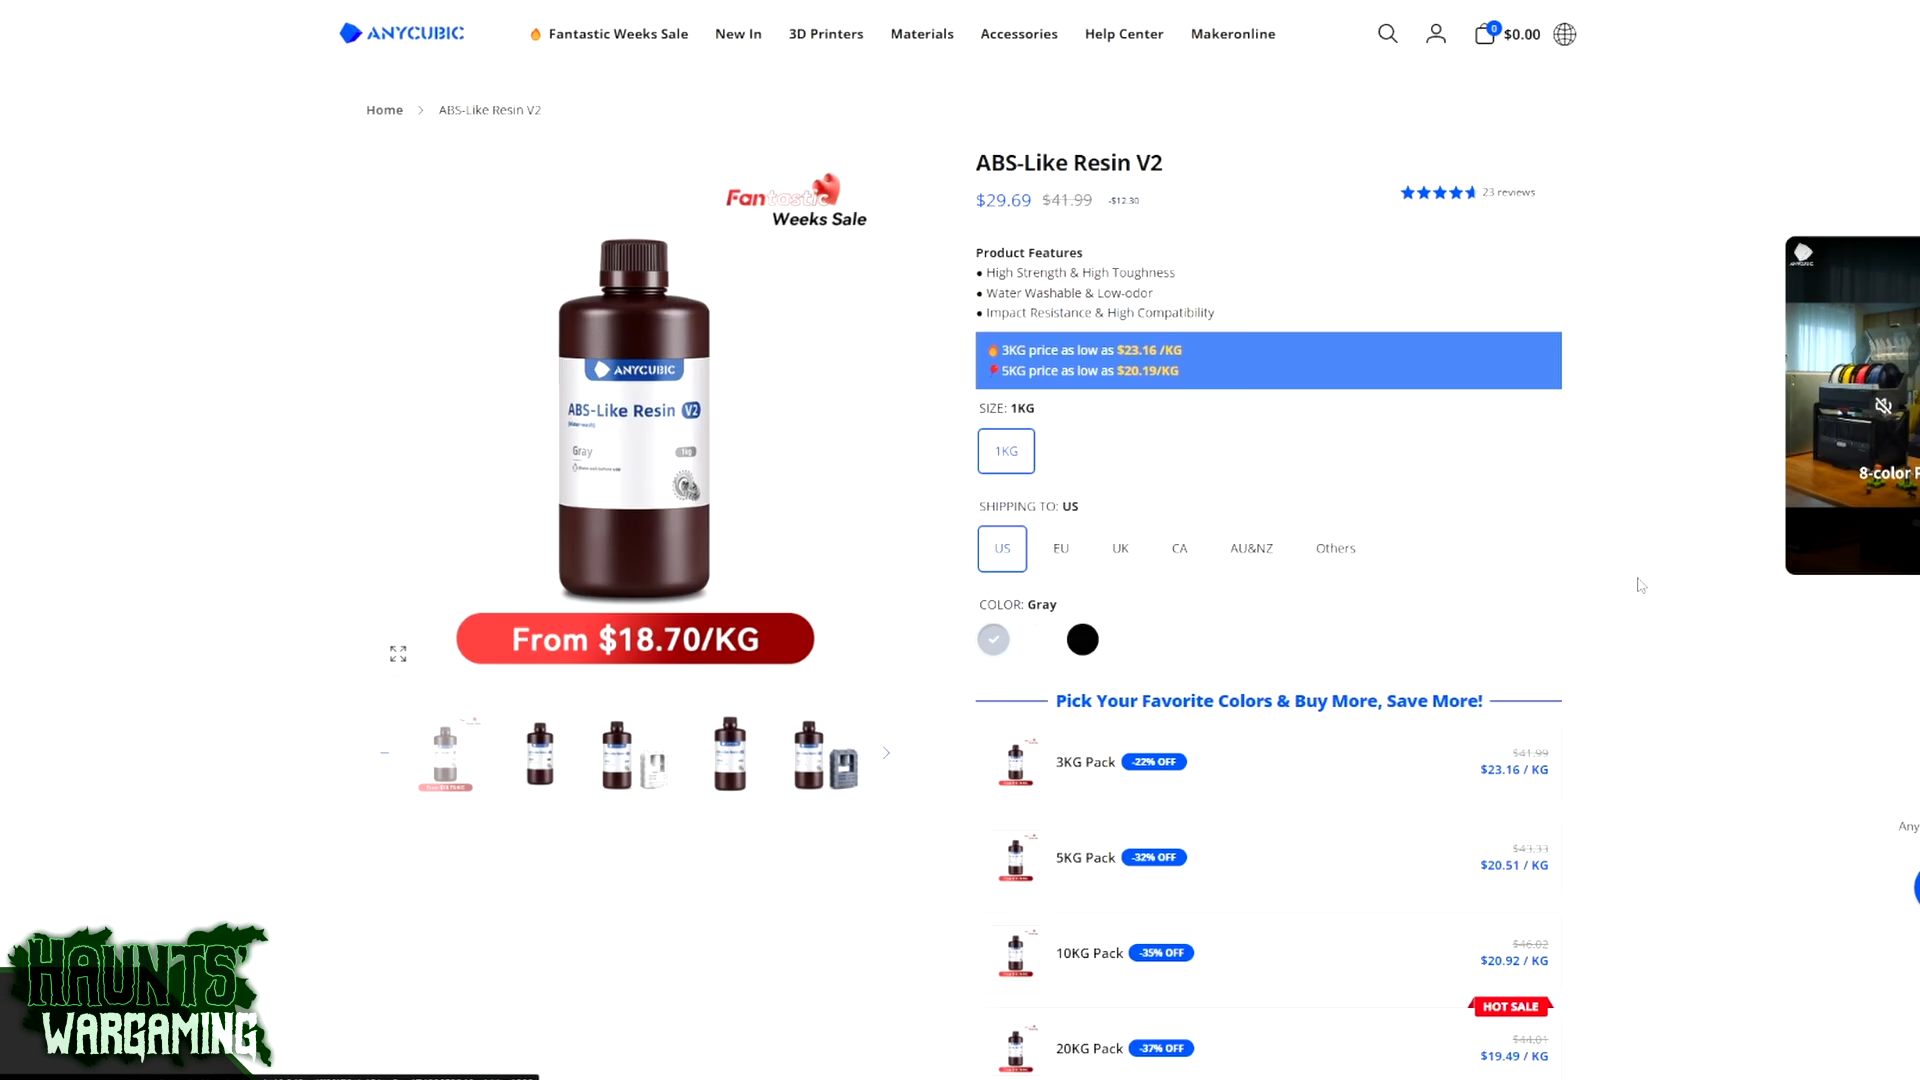 ANYCUBIC
Fantastic Weeks Sale
New In
3D Printers
Materials
Accessories
Help Center
Makeronline
0
$0.00
Home
ABS-Like Resin V2
Fantastic
Weeks Sale
ANYCUBIC
ABS-Like Resin V2
Gray
1kg
From $18.70/KG
ABS-Like Resin V2
$29.69 $41.99 -$12.30
23 reviews
Product Features
● High Strength & High Toughness
● Water Washable & Low-odor
● Impact Resistance & High Compatibility
3KG price as low as $23.16 /KG
5KG price as low as $20.19/KG
SIZE: 1KG
1KG
SHIPPING TO: US
US
EU
UK
CA
AU&NZ
Others
COLOR: Gray
Pick Your Favorite Colors & Buy More, Save More!
3KG Pack -22% OFF
$41.99
$23.16 / KG
5KG Pack -32% OFF
$43.33
$20.51 / KG
10KG Pack -35% OFF
$46.02
$20.92 / KG
HOT SALE
20KG Pack -37% OFF
$44.01
$19.49 / KG
ANYCUBIC
8-color
Any
HAUNTS'
WARGAMING